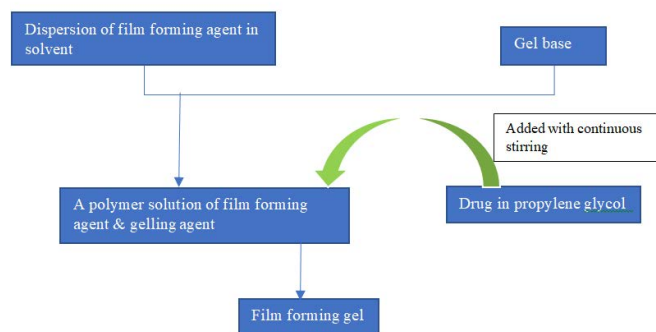 Dispersion of film forming agent in
solvent
Gel base
Added with continuous
stirring
A polymer solution of film forming
agent & gelling agent
Drug in propylene glycol
Film forming gel